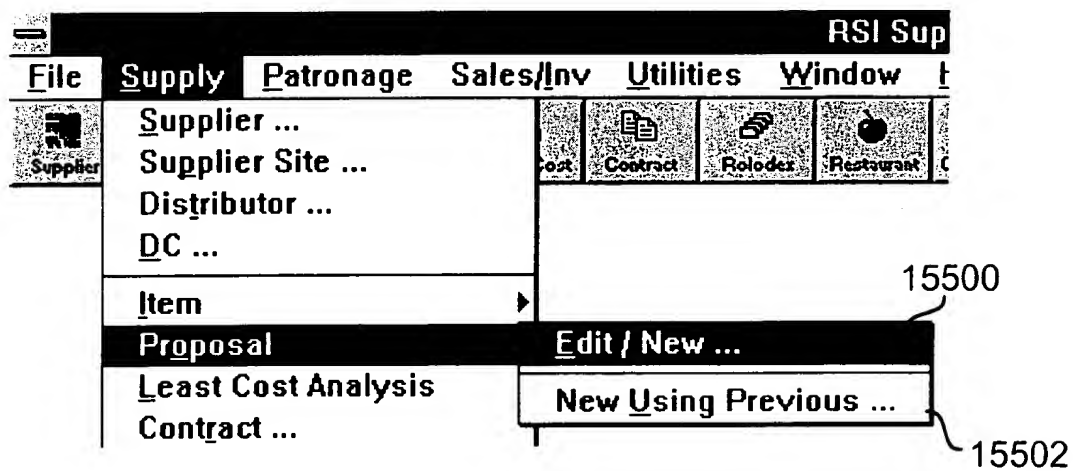 RSI Sup
File Supply Patronage Sales/Inv Utilities Window
Supplier Cost Contract Rolodex Restaurant
Supplier ...
Supplier Site ...
Distributor ...
DC ...
Item
15500
Proposal Edit / New ...
Least Cost Analysis
New Using Previous ...
Contract ...
15502